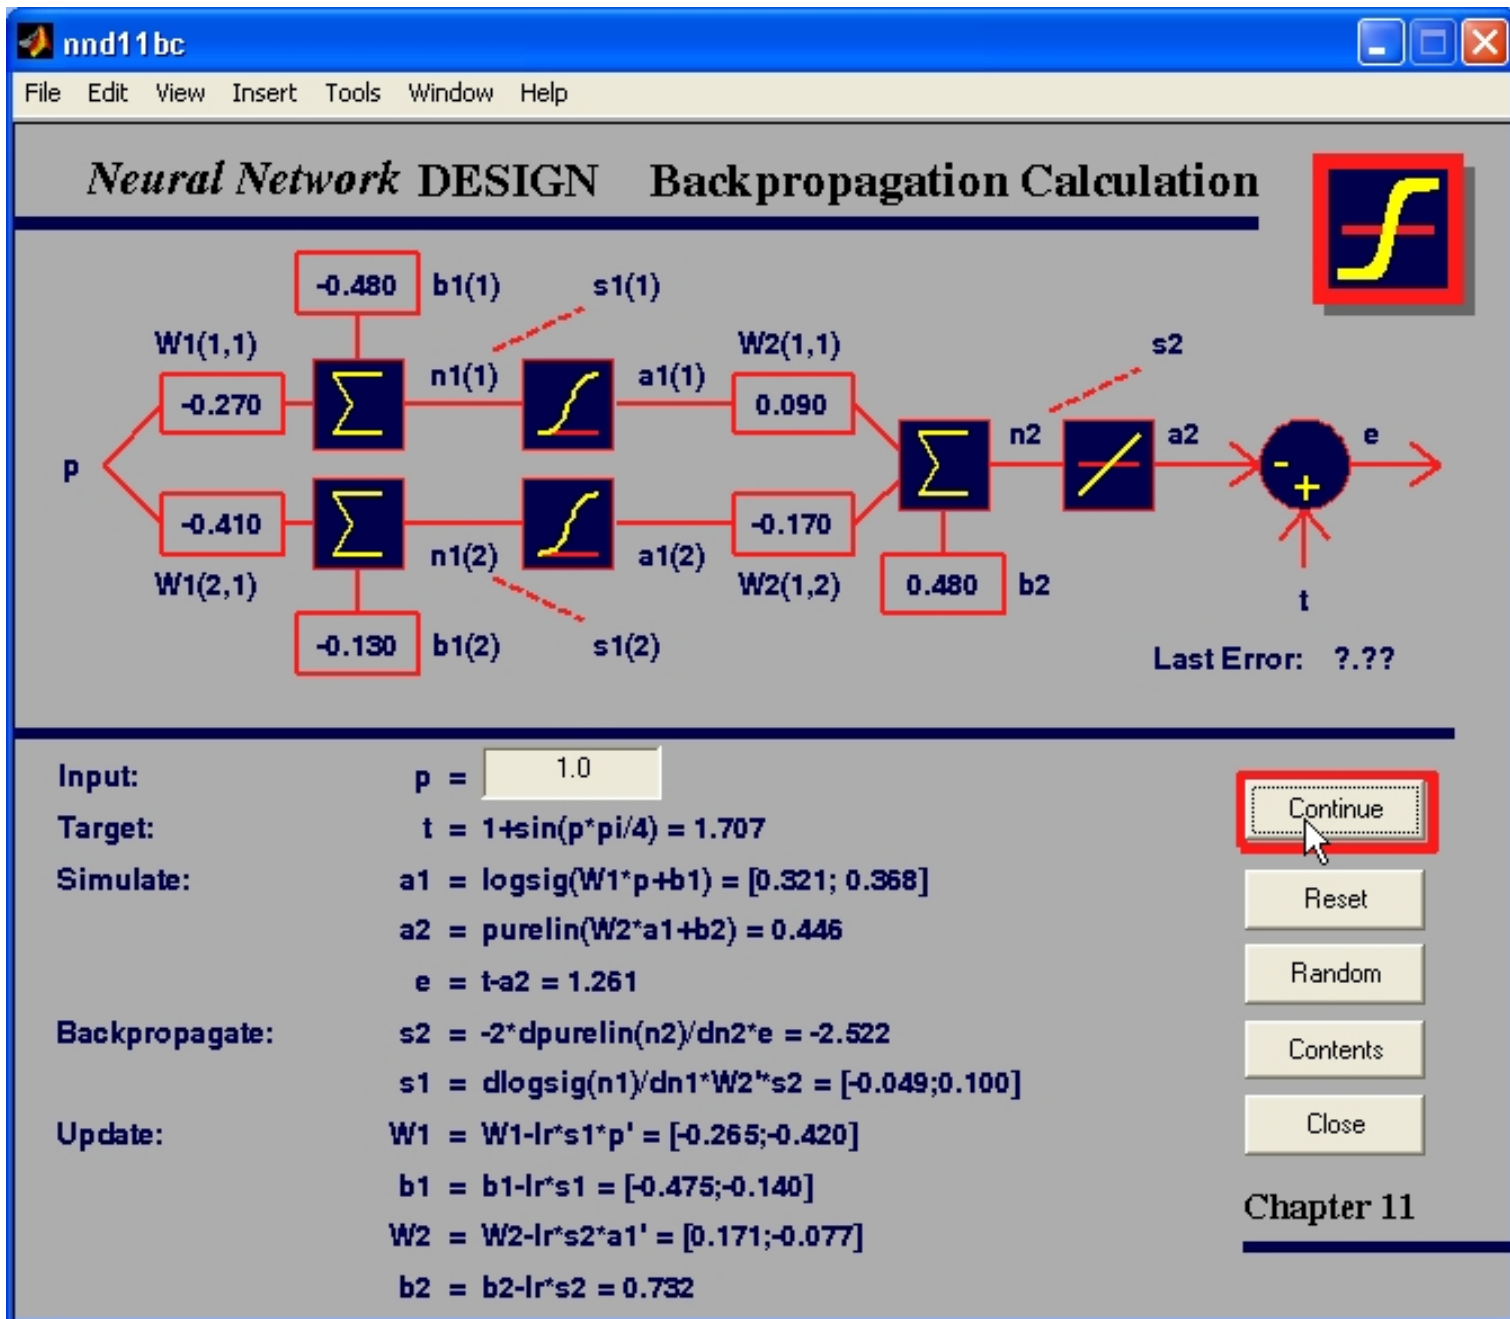 nnd11bc
File Edit View Insert Tools Window Help
Neural Network DESIGN Backpropagation Calculation
-0.480 b1(1) s1(1)
W1(1,1) W2(1,1) s2
n1(1) a1(1)
-0.270 0.090
n2 a2 e
p
- +
-0.410 -0.170
n1(2) a1(2)
W1(2,1) W2(1,2) 0.480 b2
t
-0.130 b1(2) s1(2)
Last Error: ?.??
Input: p = 1.0
Continue
Target: t = 1+sin(p*pi/4) = 1.707
Simulate: a1 = logsig(W1*p+b1) = [0.321; 0.368]
Reset
a2 = purelin(W2*a1+b2) = 0.446
e = t-a2 = 1.261
Random
Backpropagate: s2 = -2*dpurelin(n2)/dn2*e = -2.522
Contents
s1 = dlogsig(n1)/dn1*W2'*s2 = [-0.049;0.100]
Update: W1 = W1-lr*s1*p' = [-0.265;-0.420]
Close
b1 = b1-lr*s1 = [-0.475;-0.140]
Chapter 11
W2 = W2-lr*s2*a1' = [0.171;-0.077]
b2 = b2-lr*s2 = 0.732